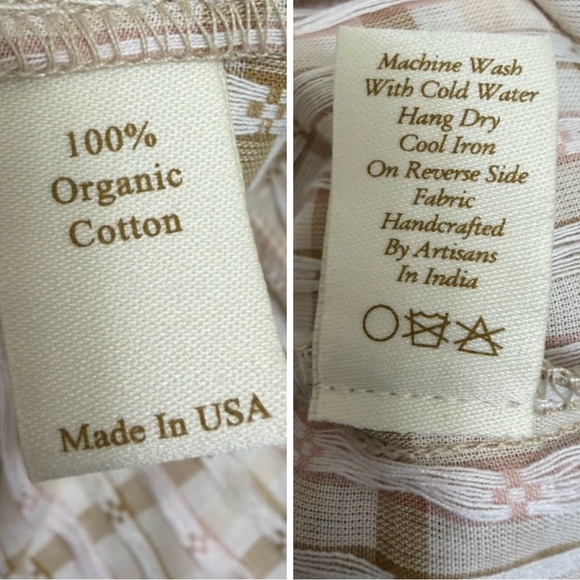 100%
Organic
Cotton
Made In USA
Machine Wash
With Cold Water
Hang Dry
Cool Iron
On Reverse Side
Fabric
Handcrafted
By Artisans
In India